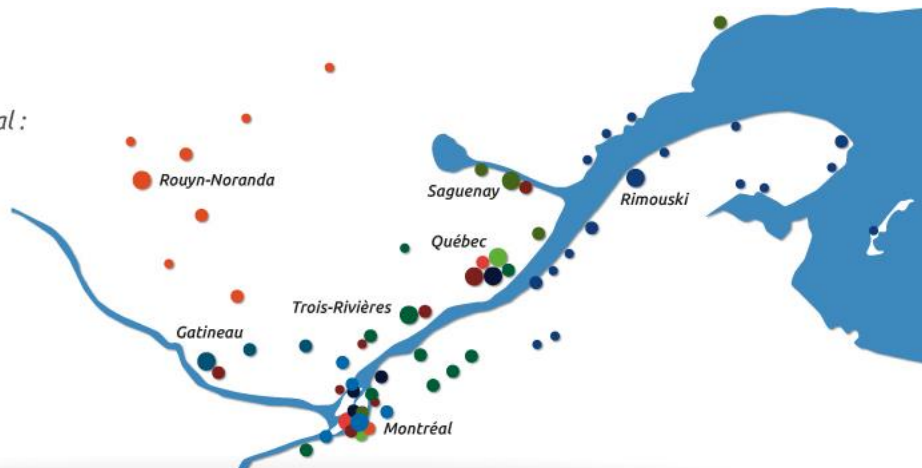 al :
Rouyn-Noranda
Saguenay
Rimouski
Québec
Trois-Rivières
Gatineau
Montréal